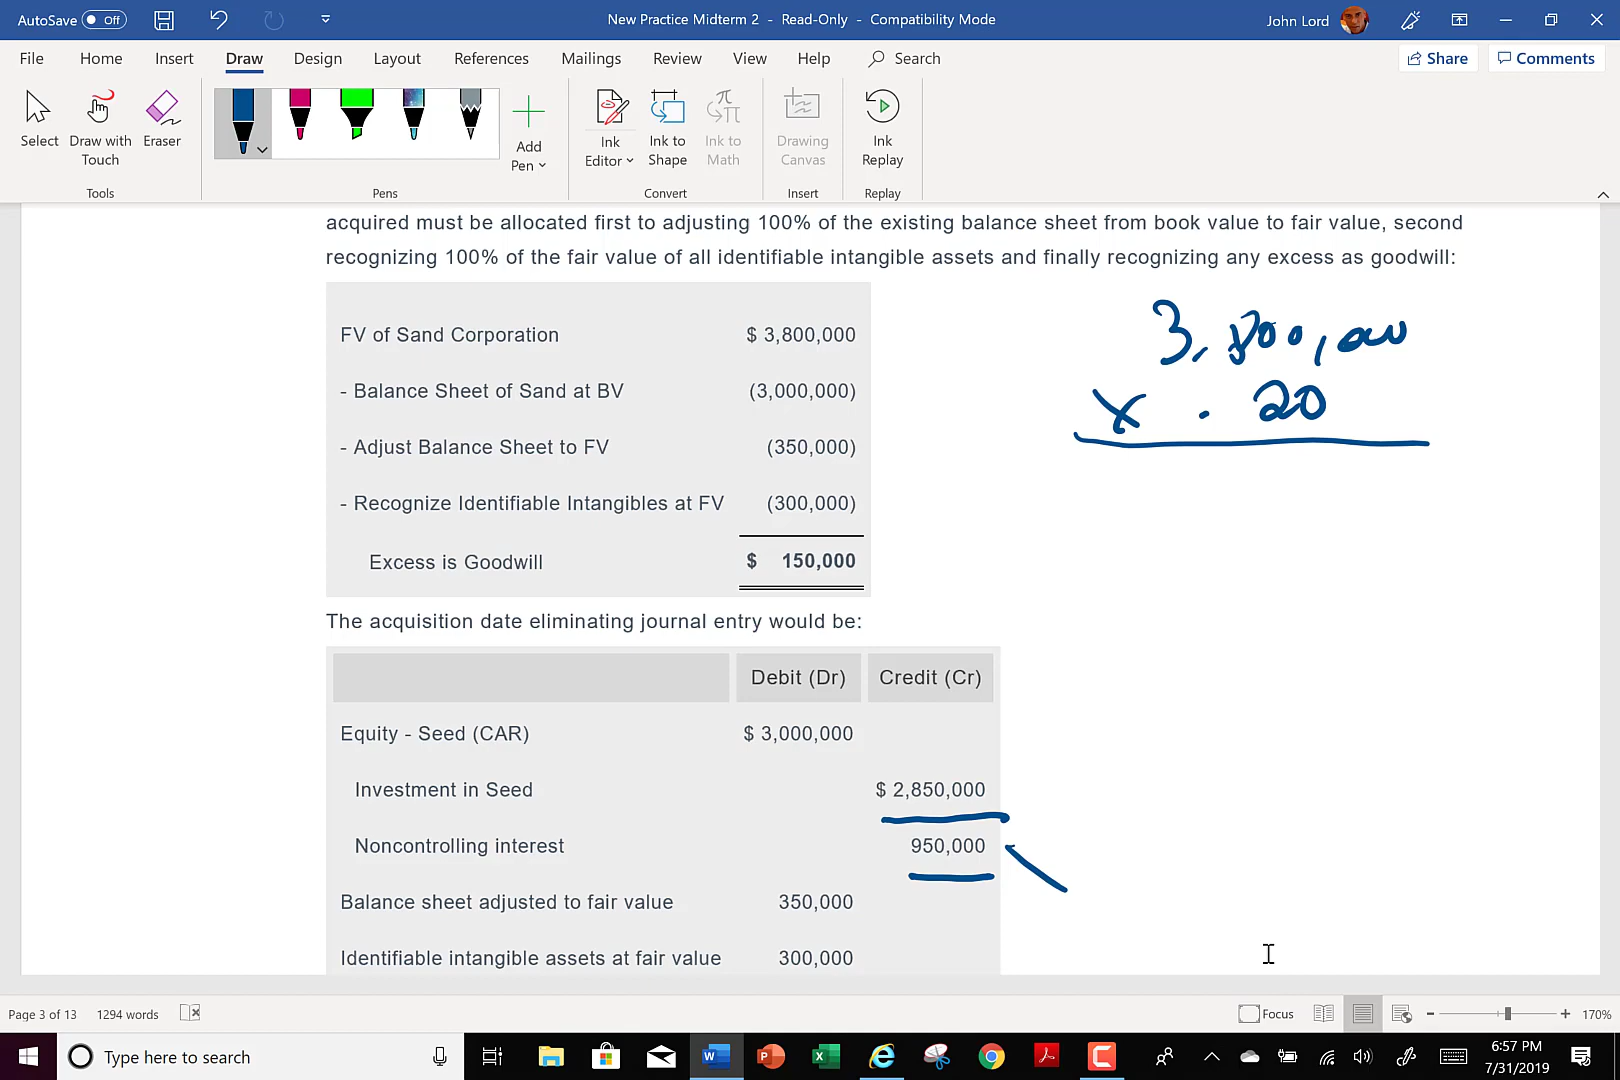 AutoSave Off New Practice Midterm 2 - Read-Only - Compatibility Mode John Lord
File Home Insert Draw Design Layout References Mailings Review View Help Search Share Comments
Select Draw with Touch Eraser Add Pen Ink Editor Ink to Shape Ink to Math Drawing Canvas Ink Replay
Tools Pens Convert Insert Replay
acquired must be allocated first to adjusting 100% of the existing balance sheet from book value to fair value, second
recognizing 100% of the fair value of all identifiable intangible assets and finally recognizing any excess as goodwill:
FV of Sand Corporation $ 3,800,000
- Balance Sheet of Sand at BV (3,000,000)
- Adjust Balance Sheet to FV (350,000)
- Recognize Identifiable Intangibles at FV (300,000)
Excess is Goodwill $ 150,000
3,800,000
x .20
The acquisition date eliminating journal entry would be:
Debit (Dr) Credit (Cr)
Equity - Seed (CAR) $ 3,000,000
Investment in Seed $ 2,850,000
Noncontrolling interest 950,000
Balance sheet adjusted to fair value 350,000
Identifiable intangible assets at fair value 300,000
Page 3 of 13 1294 words Focus - + 170%
Type here to search 6:57 PM
7/31/2019